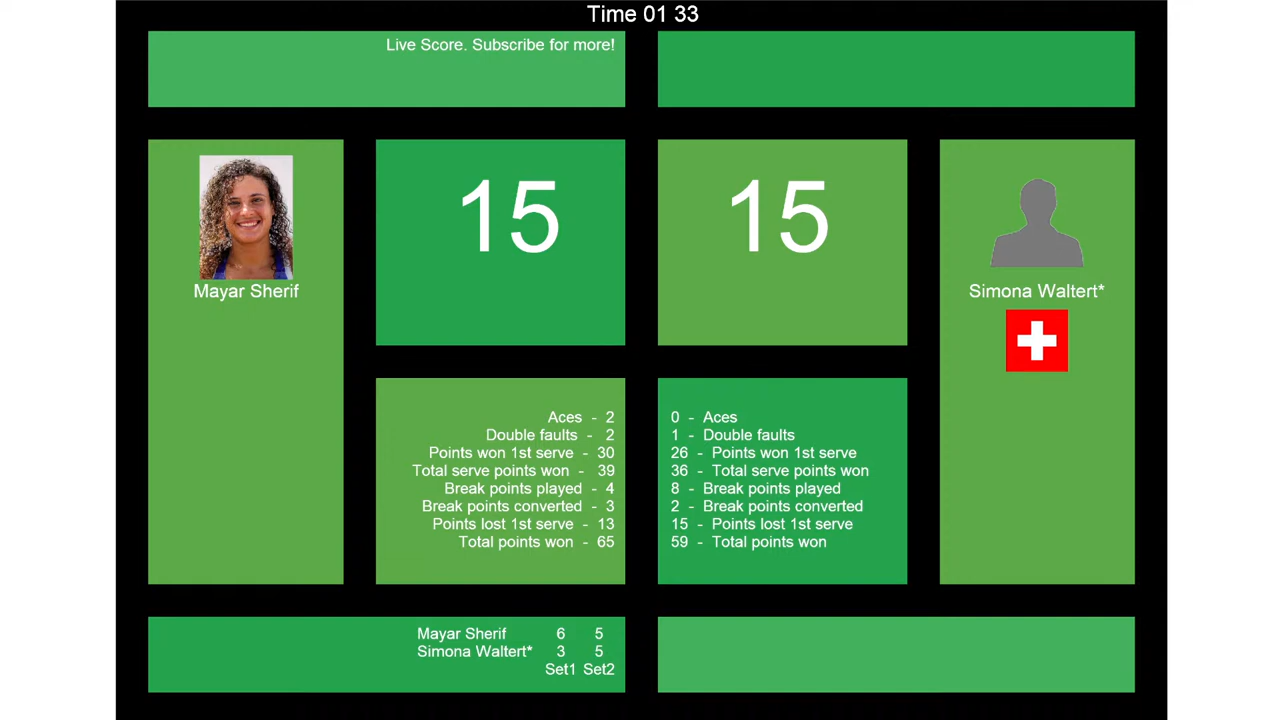 Time 01 33
Live Score. Subscribe for more!
15
15
Mayar Sherif
Simona Waltert*
Aces - 2
Double faults - 2
Points won 1st serve - 30
Total serve points won - 39
Break points played - 4
Break points converted - 3
Points lost 1st serve - 13
Total points won - 65
0 - Aces
1 - Double faults
26 - Points won 1st serve
36 - Total serve points won
8 - Break points played
2 - Break points converted
15 - Points lost 1st serve
59 - Total points won
Mayar Sherif 6 5
Simona Waltert* 3 5
Set1 Set2